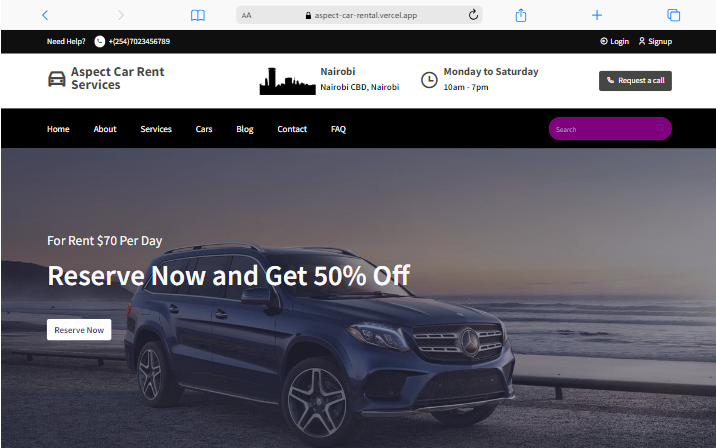 AA aspect-car-rental.vercel.app
Need Help? +(254)7023456789 Login Signup
Aspect Car Rent
Services
Nairobi
Nairobi CBD, Nairobi
Monday to Saturday
10am - 7pm
Request a call
Home About Services Cars Blog Contact FAQ
Search
For Rent $70 Per Day
Reserve Now and Get 50% Off
Reserve Now